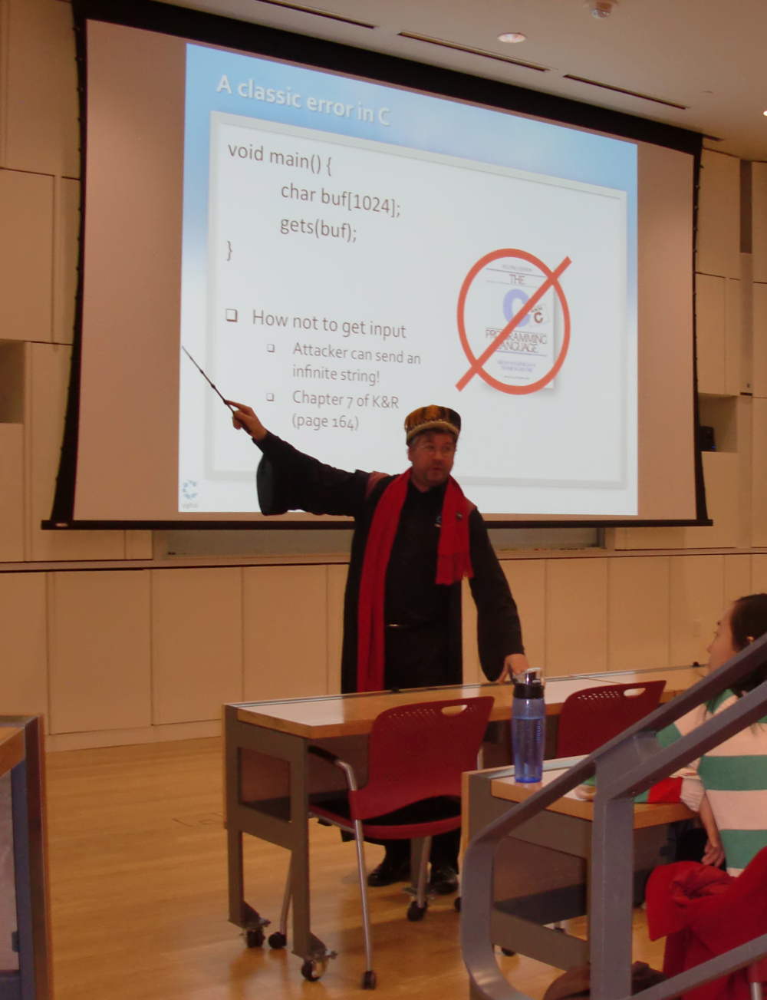 A classic error in C
void main() {
char buf[1024];
gets(buf);
}
How not to get input
Attacker can send an
infinite string!
Chapter 7 of K&R
(page 164)
THE
C
PROGRAMMING
LANGUAGE
cigital